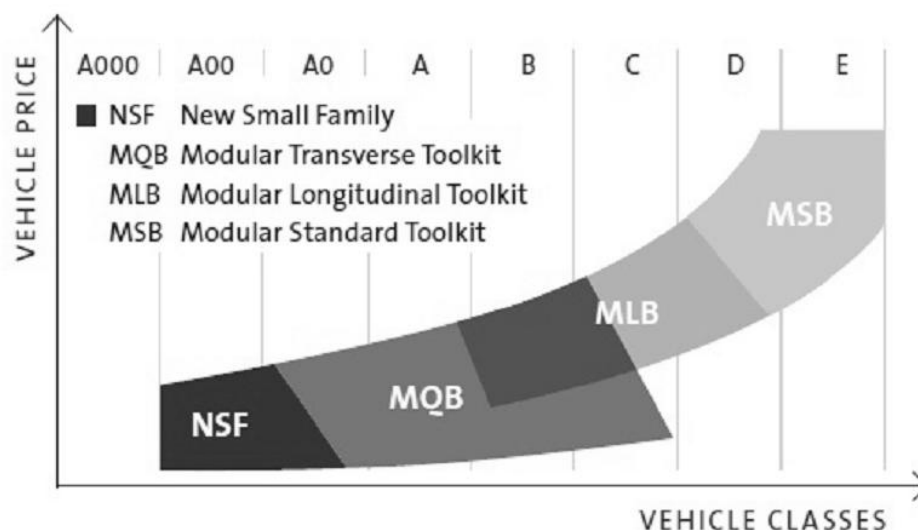 VEHICLE PRICE
A000 A00 A0 A B C D E
NSF New Small Family
MQB Modular Transverse Toolkit
MLB Modular Longitudinal Toolkit
MSB Modular Standard Toolkit
MSB
MLB
MQB
NSF
VEHICLE CLASSES